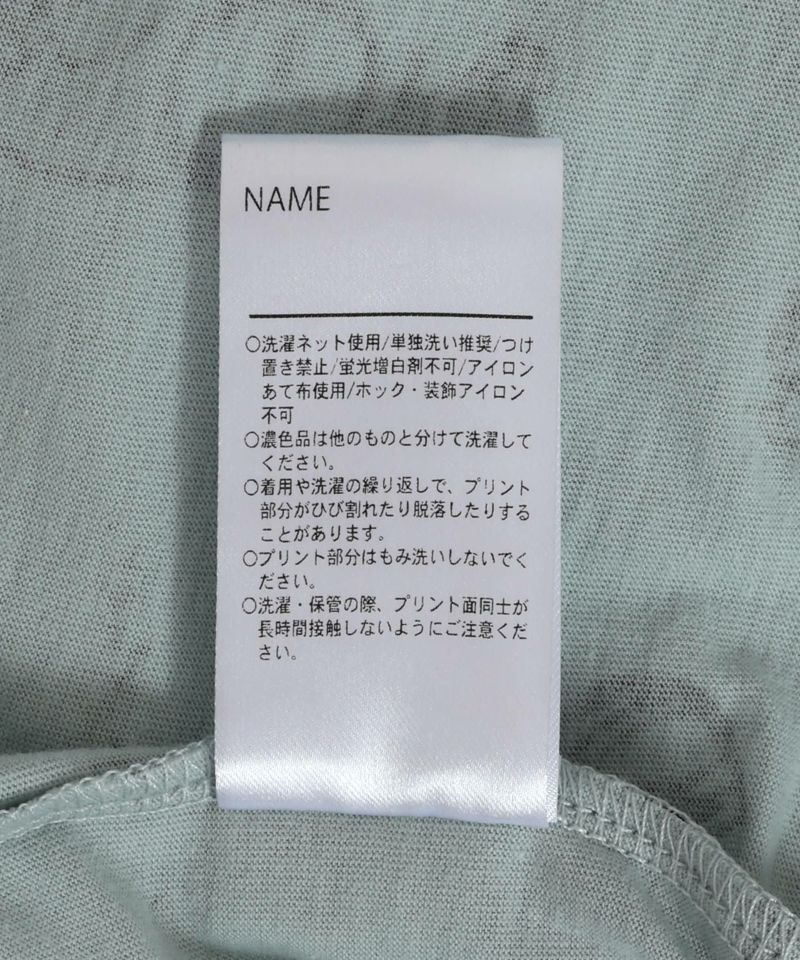 NAME
○洗濯ネット使用/単独洗い推奨/つけ
置き禁止/蛍光増白剤不可/アイロン
あて布使用/ホック・装飾アイロン
不可
○濃色品は他のものと分けて洗濯して
ください。
○着用や洗濯の繰り返しで、プリント
部分がひび割れたり脱落したりする
ことがあります。
○プリント部分はもみ洗いしないでく
ださい。
○洗濯・保管の際、プリント面同士が
長時間接触しないようにご注意くだ
さい。